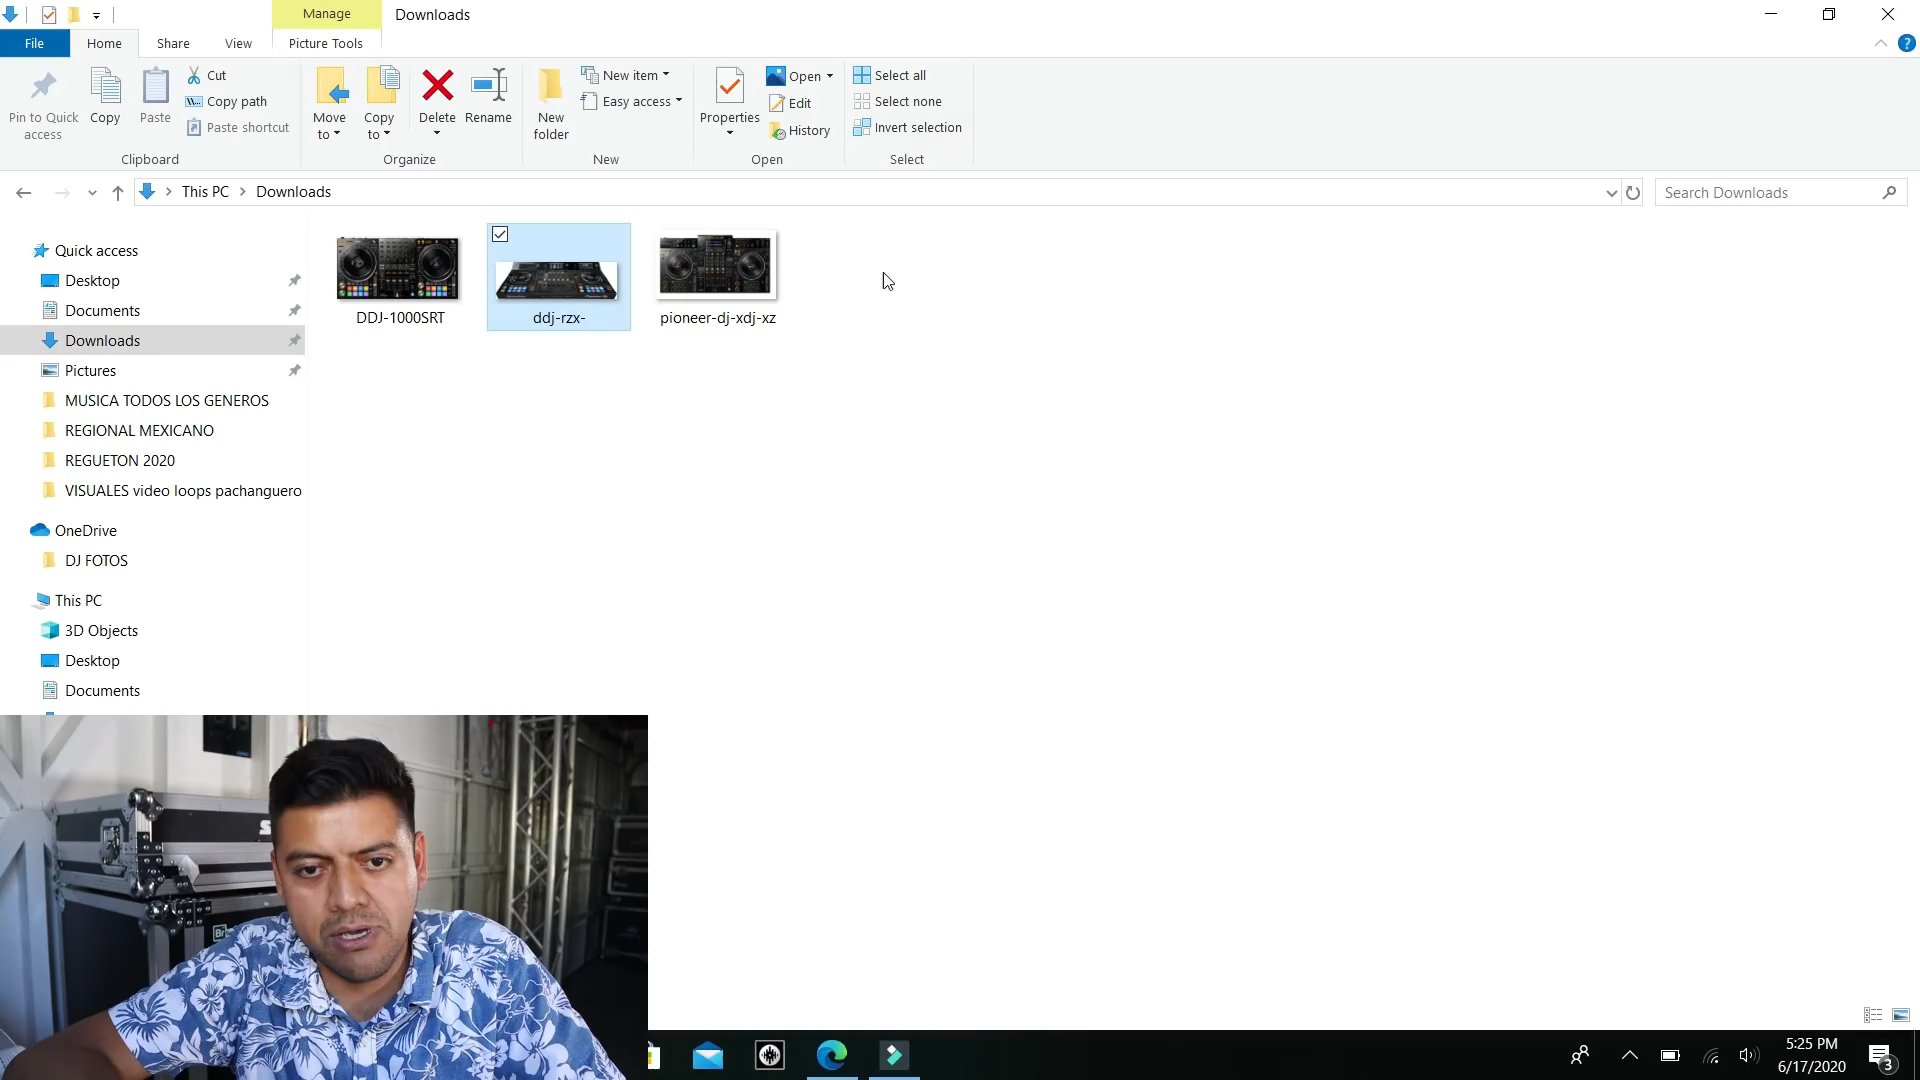 Manage
Downloads
File
Home
Share
View
Picture Tools
Pin to Quick access
Copy
Paste
Cut
Copy path
Paste shortcut
Clipboard
Move to
Copy to
Delete
Rename
Organize
New folder
New item
Easy access
New
Properties
Open
Edit
History
Open
Select all
Select none
Invert selection
Select
This PC
Downloads
Search Downloads
Quick access
Desktop
Documents
Downloads
Pictures
MUSICA TODOS LOS GENEROS
REGIONAL MEXICANO
REGUETON 2020
VISUALES video loops pachanguero
OneDrive
DJ FOTOS
This PC
3D Objects
Desktop
Documents
DDJ-1000SRT
ddj-rzx-
pioneer-dj-xdj-xz
5:25 PM
6/17/2020
3